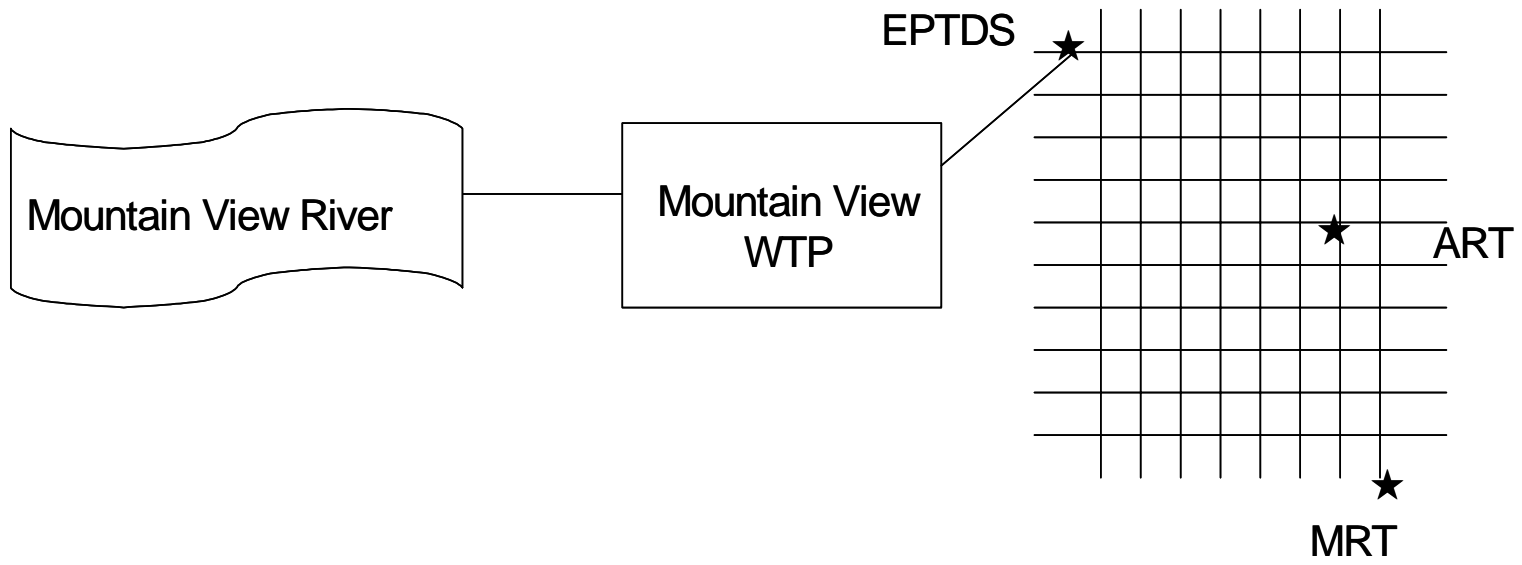 EPTDS
Mountain View River
Mountain View
WTP
ART
MRT